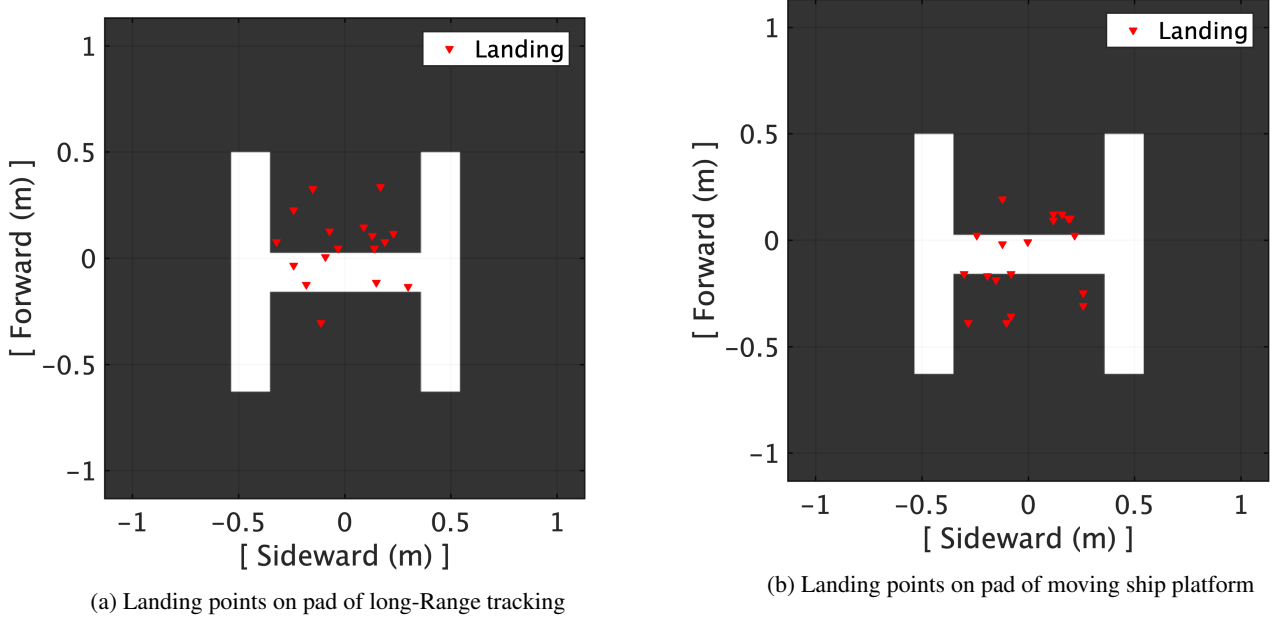 Landing
1
0.5
0
−0.5
−1
[ Forward (m) ]
−1 −0.5 0 0.5 1
[ Sideward (m) ]
(a) Landing points on pad of long-Range tracking
Landing
1
0.5
0
−0.5
−1
[ Forward (m) ]
−1 −0.5 0 0.5 1
[ Sideward (m) ]
(b) Landing points on pad of moving ship platform